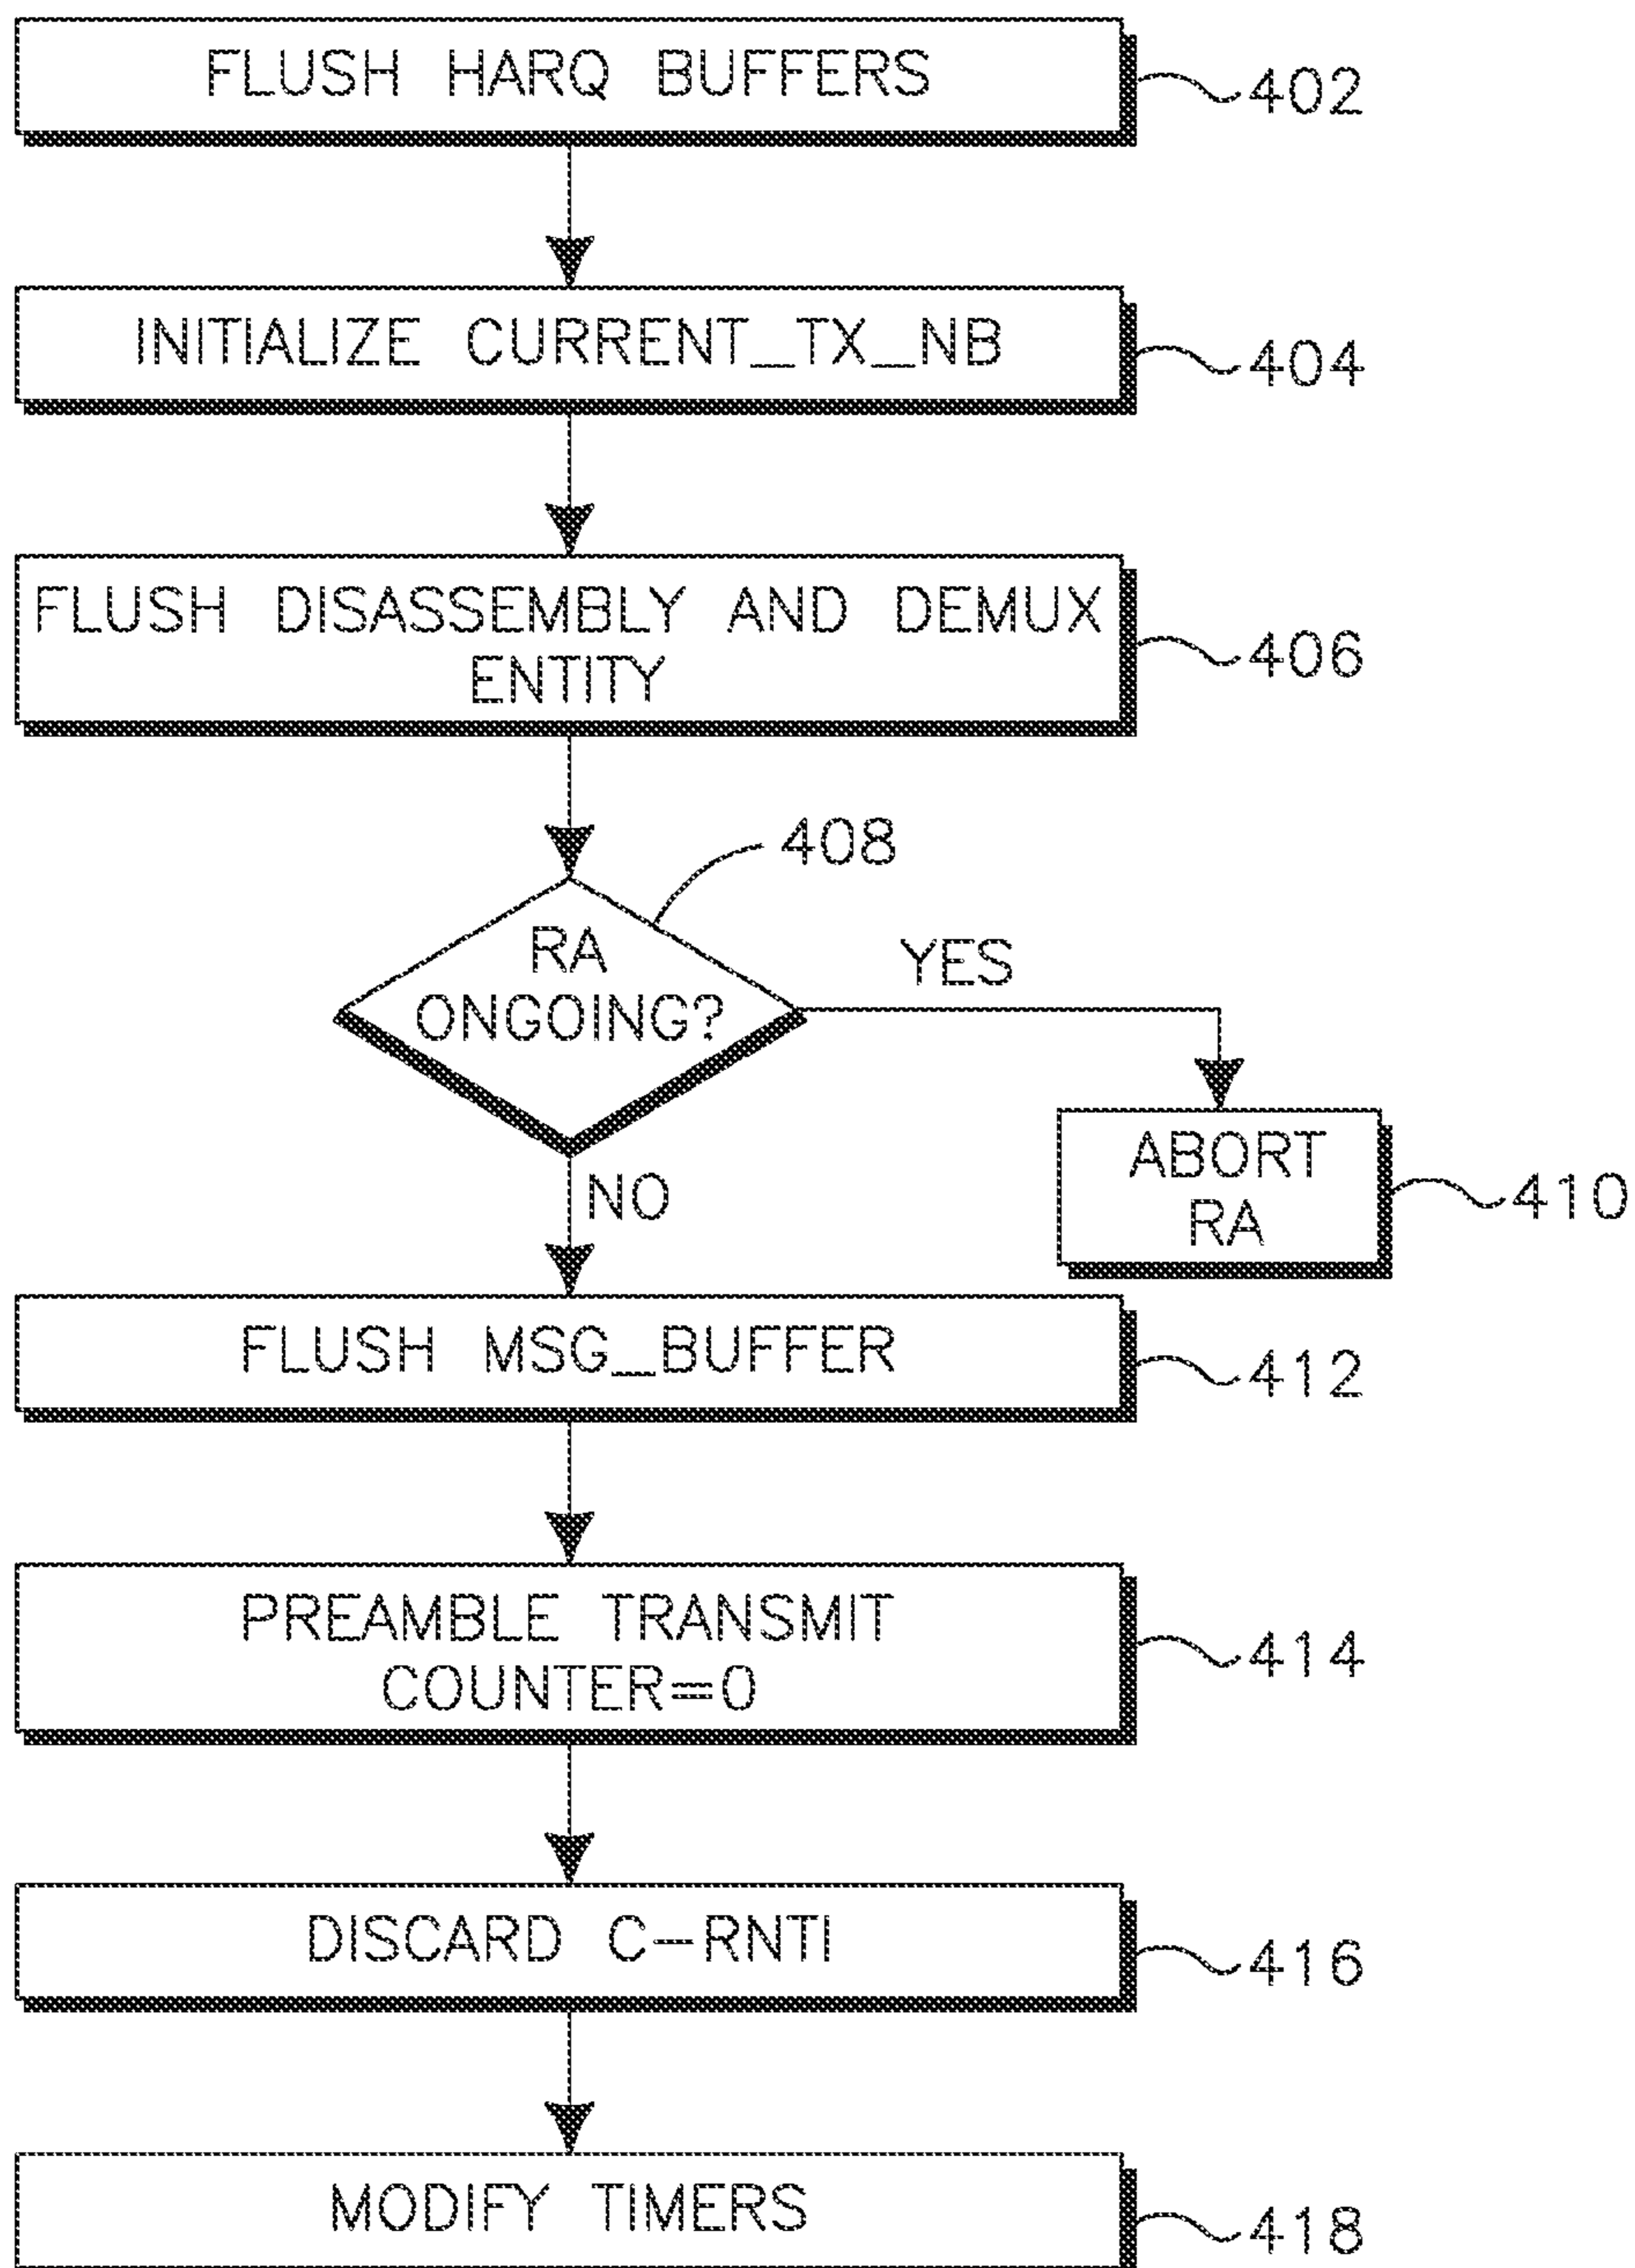 FLUSH HARQ BUFFERS
402
INITIALIZE CURRENT_TX_NB
404
FLUSH DISASSEMBLY AND DEMUX
ENTITY
406
408
RA
ONGOING?
YES
ABORT
RA
410
NO
FLUSH MSG_BUFFER
412
PREAMBLE TRANSMIT
COUNTER=0
414
DISCARD C-RNTI
416
MODIFY TIMERS
418